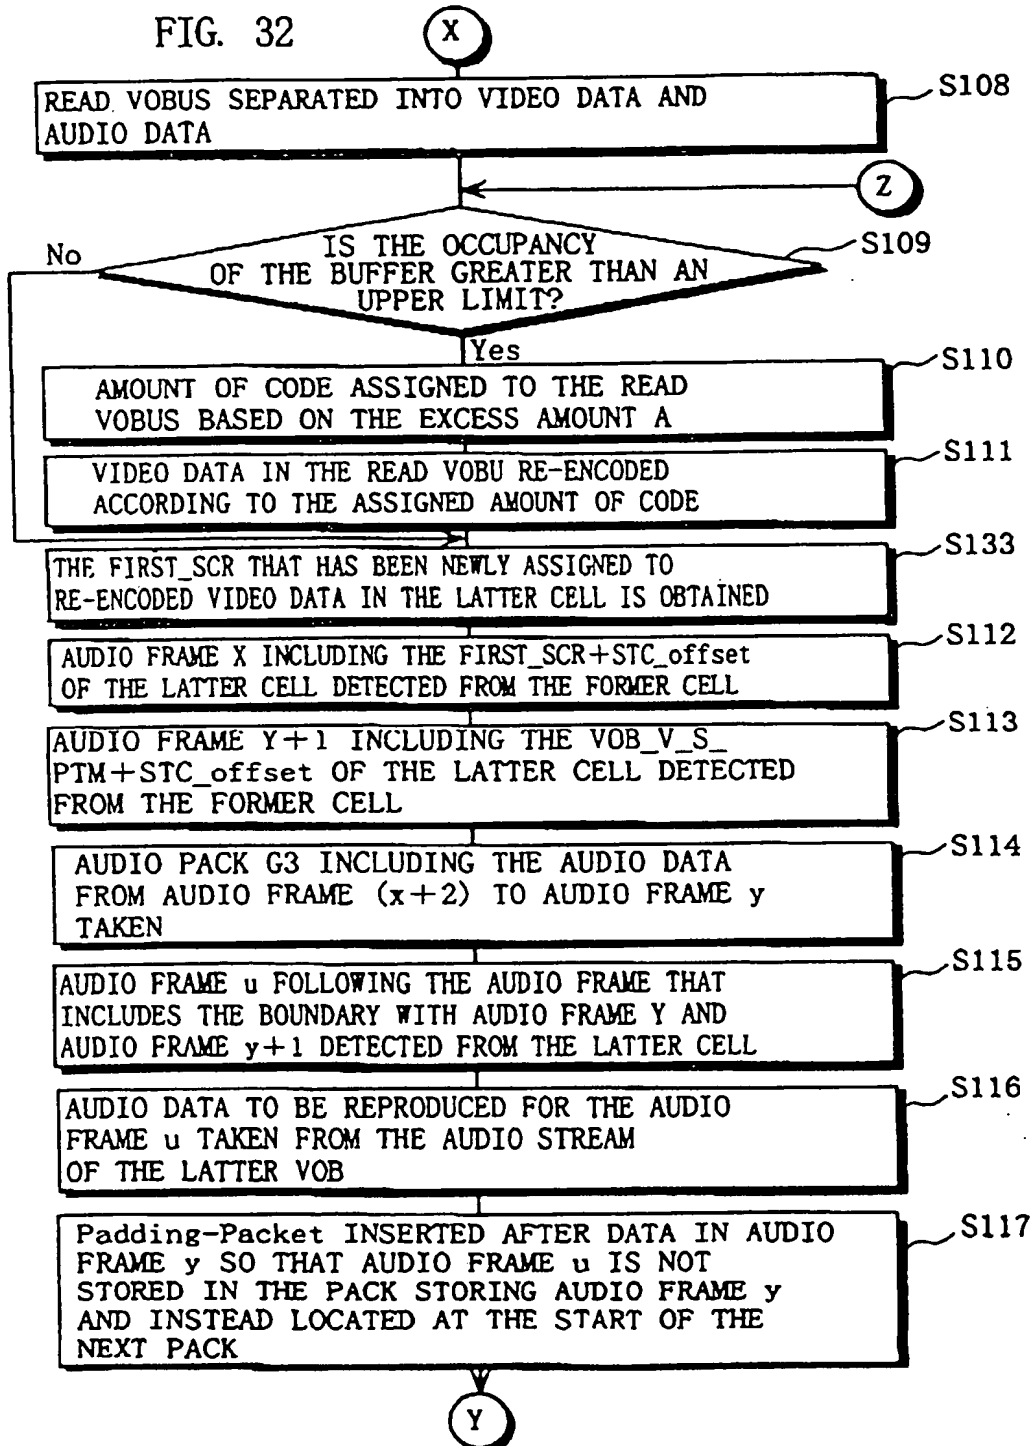 FIG. 32
X
READ VOBUS SEPARATED INTO VIDEO DATA AND
AUDIO DATA
S108
Z
No
IS THE OCCUPANCY
OF THE BUFFER GREATER THAN AN
UPPER LIMIT?
S109
Yes
AMOUNT OF CODE ASSIGNED TO THE READ
VOBUS BASED ON THE EXCESS AMOUNT A
S110
VIDEO DATA IN THE READ VOBU RE-ENCODED
ACCORDING TO THE ASSIGNED AMOUNT OF CODE
S111
THE FIRST_SCR THAT HAS BEEN NEWLY ASSIGNED TO
RE-ENCODED VIDEO DATA IN THE LATTER CELL IS OBTAINED
S133
AUDIO FRAME X INCLUDING THE FIRST_SCR+STC_offset
OF THE LATTER CELL DETECTED FROM THE FORMER CELL
S112
AUDIO FRAME Y+1 INCLUDING THE VOB_V_S_
PTM+STC_offset OF THE LATTER CELL DETECTED
FROM THE FORMER CELL
S113
AUDIO PACK G3 INCLUDING THE AUDIO DATA
FROM AUDIO FRAME (x+2) TO AUDIO FRAME y
TAKEN
S114
AUDIO FRAME u FOLLOWING THE AUDIO FRAME THAT
INCLUDES THE BOUNDARY WITH AUDIO FRAME Y AND
AUDIO FRAME y+1 DETECTED FROM THE LATTER CELL
S115
AUDIO DATA TO BE REPRODUCED FOR THE AUDIO
FRAME u TAKEN FROM THE AUDIO STREAM
OF THE LATTER VOB
S116
Padding-Packet INSERTED AFTER DATA IN AUDIO
FRAME y SO THAT AUDIO FRAME u IS NOT
STORED IN THE PACK STORING AUDIO FRAME y
AND INSTEAD LOCATED AT THE START OF THE
NEXT PACK
S117
Y